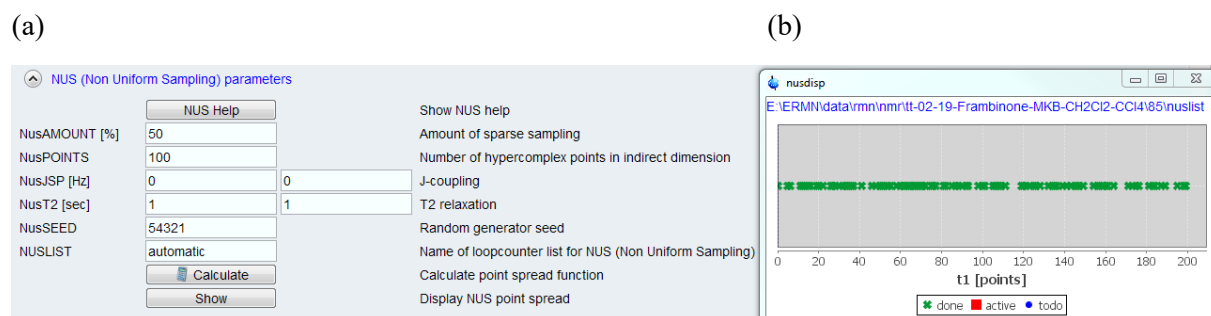 (a)
(b)
NUS (Non Uniform Sampling) parameters
NUS Help Show NUS help
NusAMOUNT [%] 50 Amount of sparse sampling
NusPOINTS 100 Number of hypercomplex points in indirect dimension
NusJSP [Hz] 0 0 J-coupling
NusT2 [sec] 1 1 T2 relaxation
NusSEED 54321 Random generator seed
NUSLIST automatic Name of loopcounter list for NUS (Non Uniform Sampling)
Calculate Calculate point spread function
Show Display NUS point spread
nusdisp
E:\ERMN\data\rmn\nmr\tt-02-19-Frambinone-MKB-CH2Cl2-CCl4\85\nuslist
0 20 40 60 80 100 120 140 160 180 200
t1 [points]
done active todo